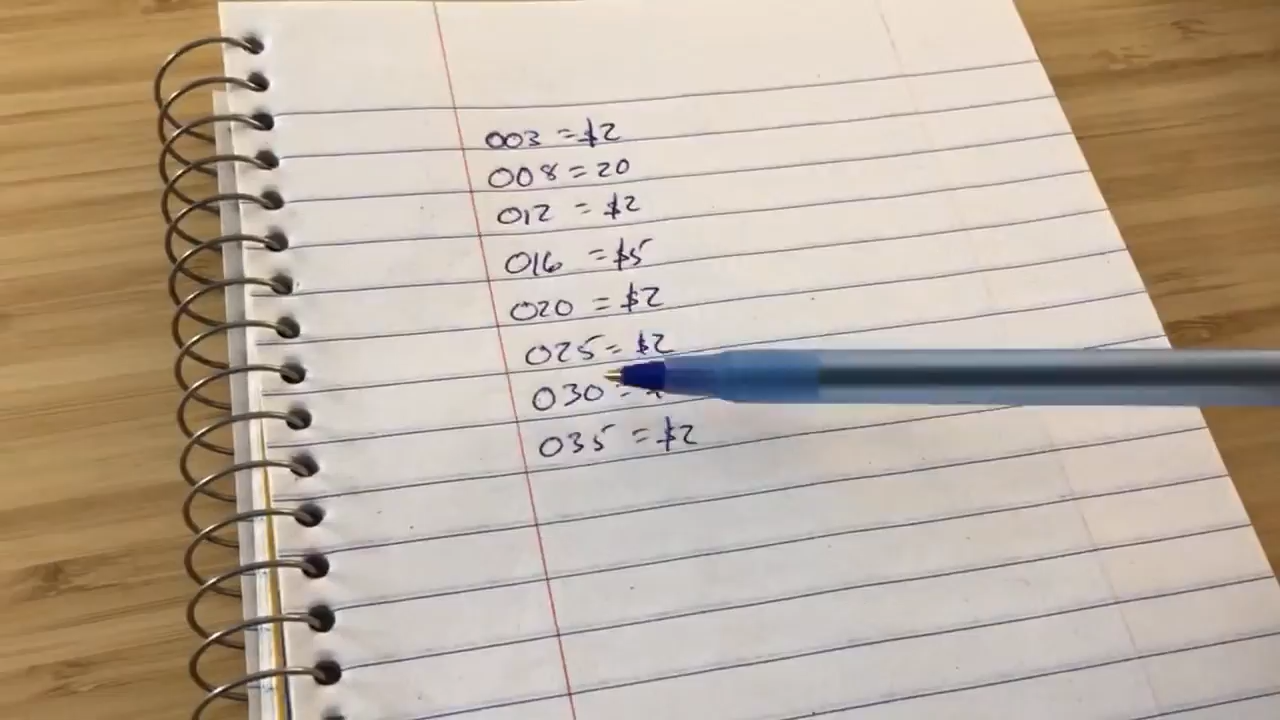 003 = $2
008 = 20
012 = $2
016 = $5
020 = $2
025 = $2
030 =
035 = $2